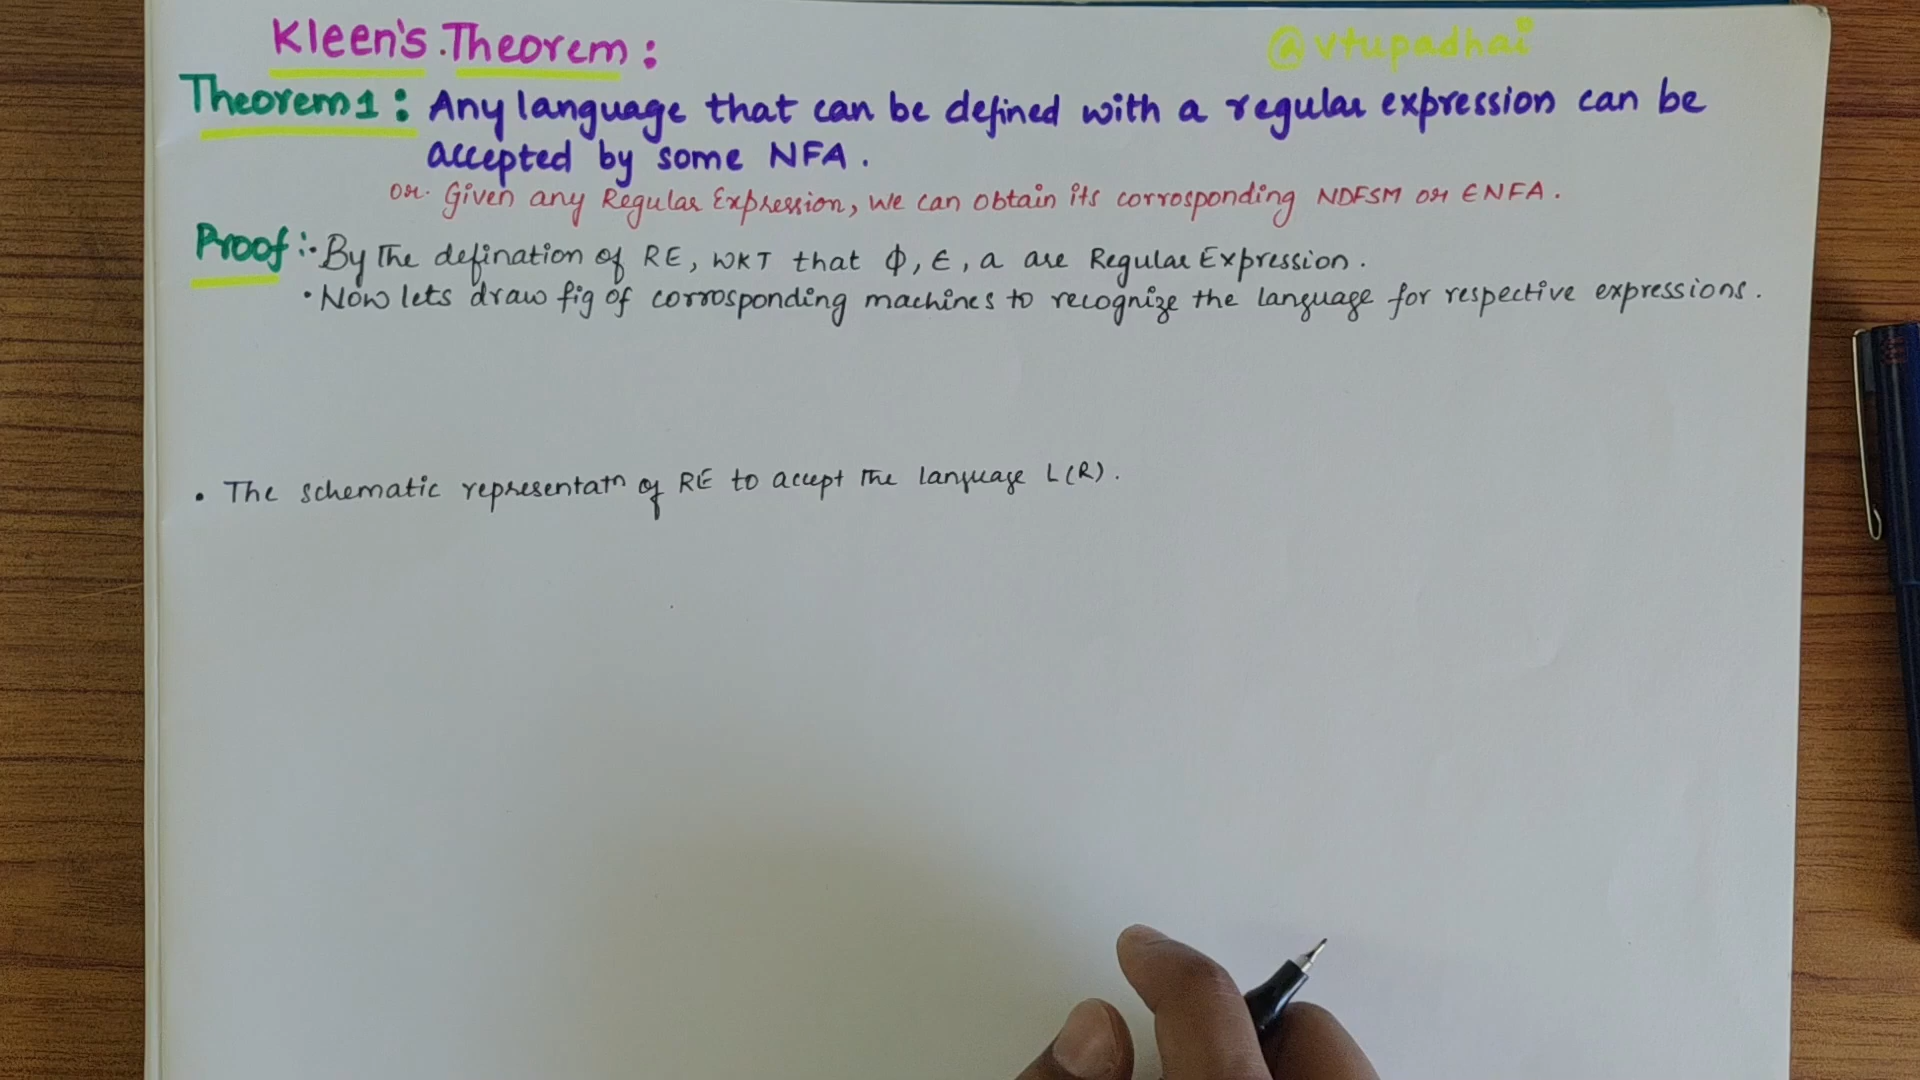 Kleen's Theorem :
@vtupadhai
Theorem 1 : Any language that can be defined with a regular expression can be
accepted by some NFA .
or Given any Regular Expression, We can obtain its corrosponding NDFSM or ENFA .
Proof :- • By The defination of RE, WKT that Φ, Є, a are Regular Expression .
• Now lets draw fig of corrosponding machines to recognize the language for respective expressions .
• The schematic representatn of RE to accept The language L(R) .